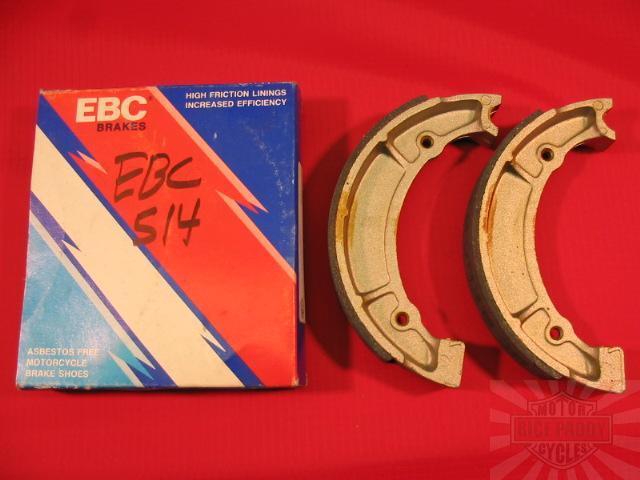 EBC
BRAKES
HIGH FRICTION LININGS
INCREASED EFFICIENCY
EBC
514
ASBESTOS FREE
MOTORCYCLE
BRAKE SHOES
MOTOR
RICE PADDY
CYCLES